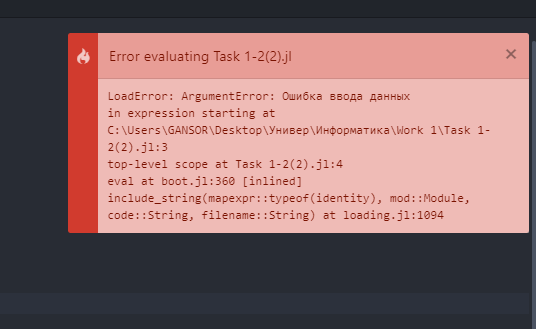 Error evaluating Task 1-2(2).jl
LoadError: ArgumentError: Ошибка ввода данных
in expression starting at
C:\Users\GANSOR\Desktop\Универ\Информатика\Work 1\Task 1-
2(2).jl:3
top-level scope at Task 1-2(2).jl:4
eval at boot.jl:360 [inlined]
include_string(mapexpr::typeof(identity), mod::Module,
code::String, filename::String) at loading.jl:1094